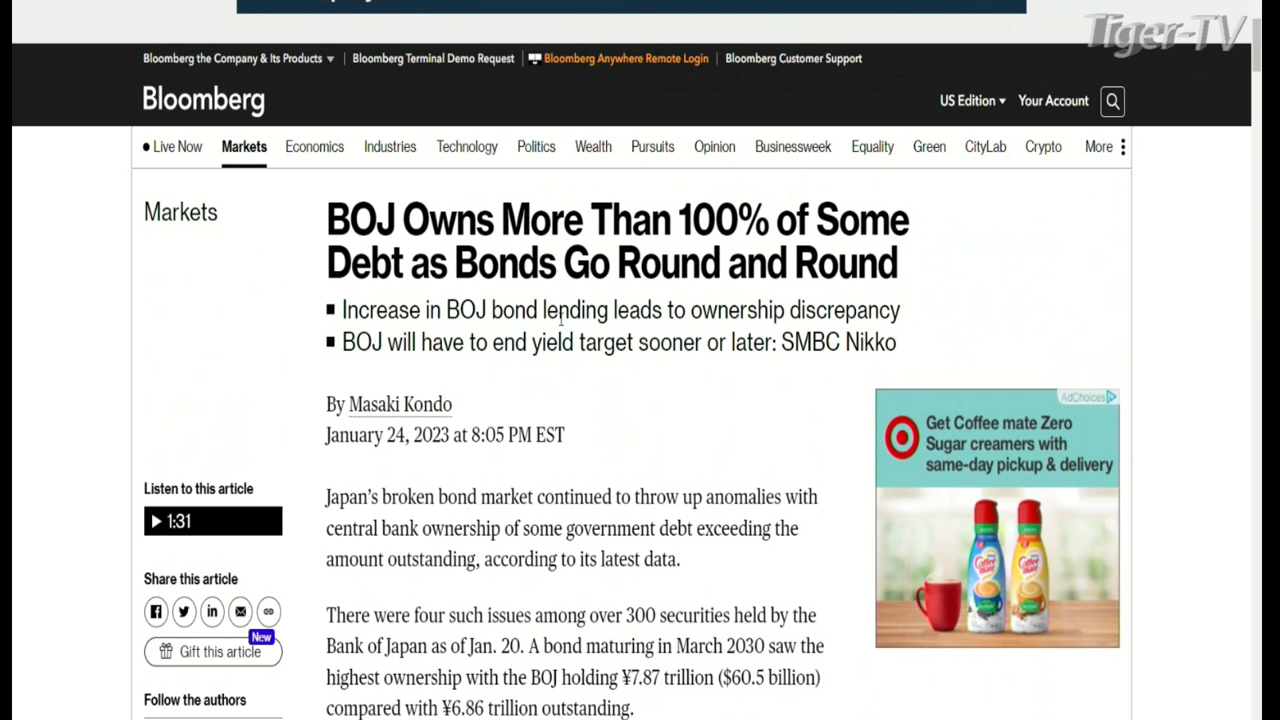 Tiger-TV
Bloomberg the Company & Its Products ▼ | Bloomberg Terminal Demo Request | Bloomberg Anywhere Remote Login | Bloomberg Customer Support
Bloomberg
US Edition ▼ Your Account
● Live Now Markets Economics Industries Technology Politics Wealth Pursuits Opinion Businessweek Equality Green CityLab Crypto More
Markets
BOJ Owns More Than 100% of Some
Debt as Bonds Go Round and Round
■ Increase in BOJ bond lending leads to ownership discrepancy
■ BOJ will have to end yield target sooner or later: SMBC Nikko
By Masaki Kondo
January 24, 2023 at 8:05 PM EST
Listen to this article
1:31
Share this article
New
Gift this article
Follow the authors
Japan's broken bond market continued to throw up anomalies with
central bank ownership of some government debt exceeding the
amount outstanding, according to its latest data.
There were four such issues among over 300 securities held by the
Bank of Japan as of Jan. 20. A bond maturing in March 2030 saw the
highest ownership with the BOJ holding ¥7.87 trillion ($60.5 billion)
compared with ¥6.86 trillion outstanding.
AdChoices
Get Coffee mate Zero
Sugar creamers with
same-day pickup & delivery
Coffee mate
Coffee mate